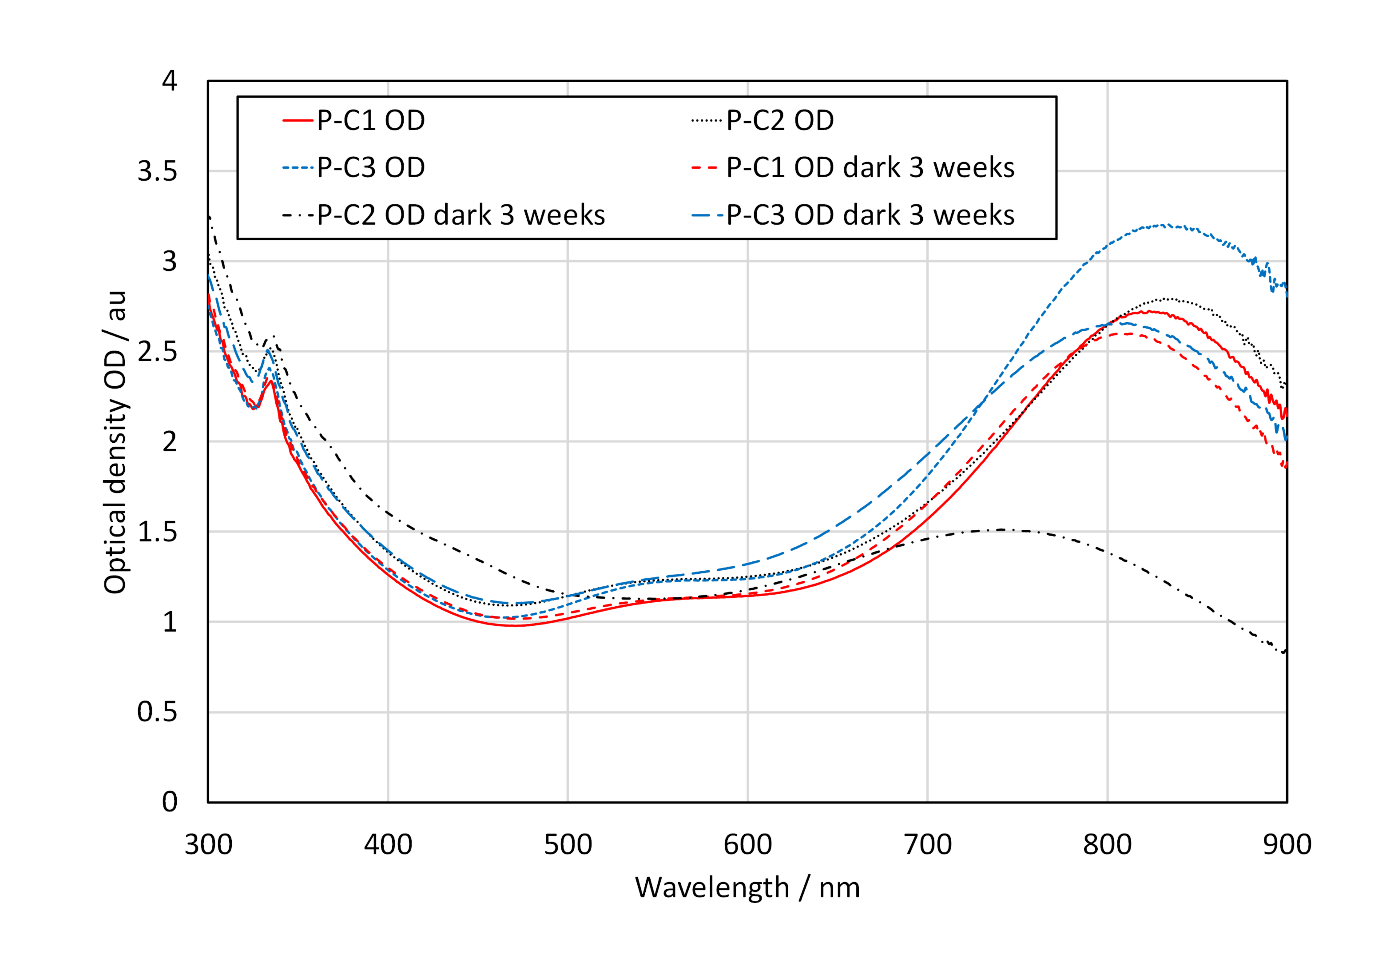 4
3.5
3
2.5
2
1.5
1
0.5
0
Optical density OD / au
P-C1 OD
P-C2 OD
P-C3 OD
P-C1 OD dark 3 weeks
P-C2 OD dark 3 weeks
P-C3 OD dark 3 weeks
300 400 500 600 700 800 900
Wavelength / nm